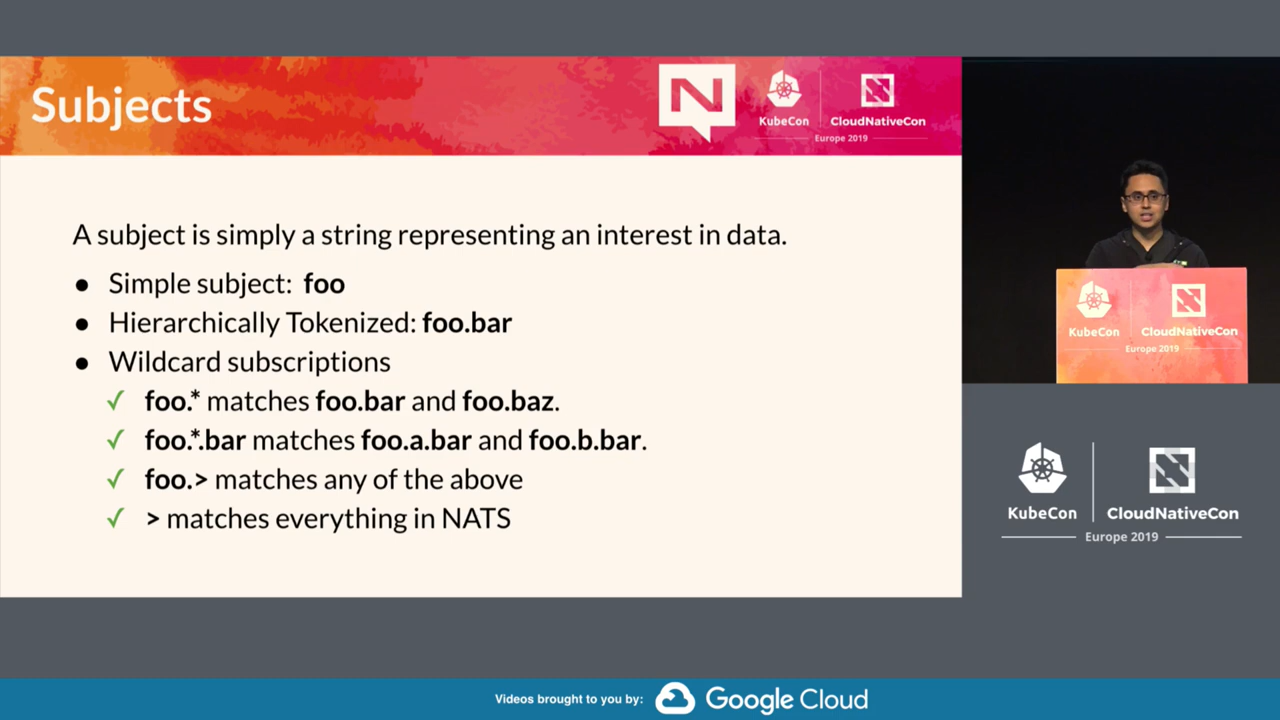 Subjects
N
KubeCon
CloudNativeCon
Europe 2019
A subject is simply a string representing an interest in data.
● Simple subject: foo
● Hierarchically Tokenized: foo.bar
● Wildcard subscriptions
✓ foo.* matches foo.bar and foo.baz.
✓ foo.*.bar matches foo.a.bar and foo.b.bar.
✓ foo.> matches any of the above
✓ > matches everything in NATS
KubeCon
CloudNativeCon
Europe 2019
KubeCon
CloudNativeCon
Europe 2019
Videos brought to you by: Google Cloud